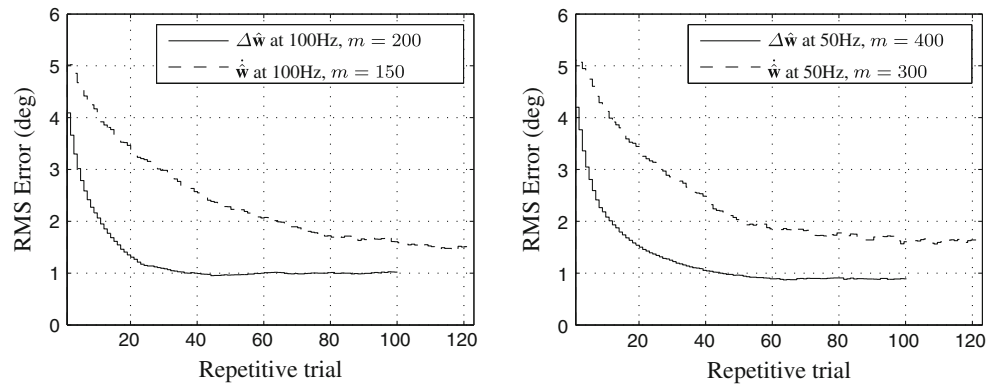 6
5
4
3
2
1
0
RMS Error (deg)
Δŵ at 100Hz, m = 200
ẇ̂ at 100Hz, m = 150
20 40 60 80 100 120
Repetitive trial
6
5
4
3
2
1
0
RMS Error (deg)
Δŵ at 50Hz, m = 400
ẇ̂ at 50Hz, m = 300
20 40 60 80 100 120
Repetitive trial